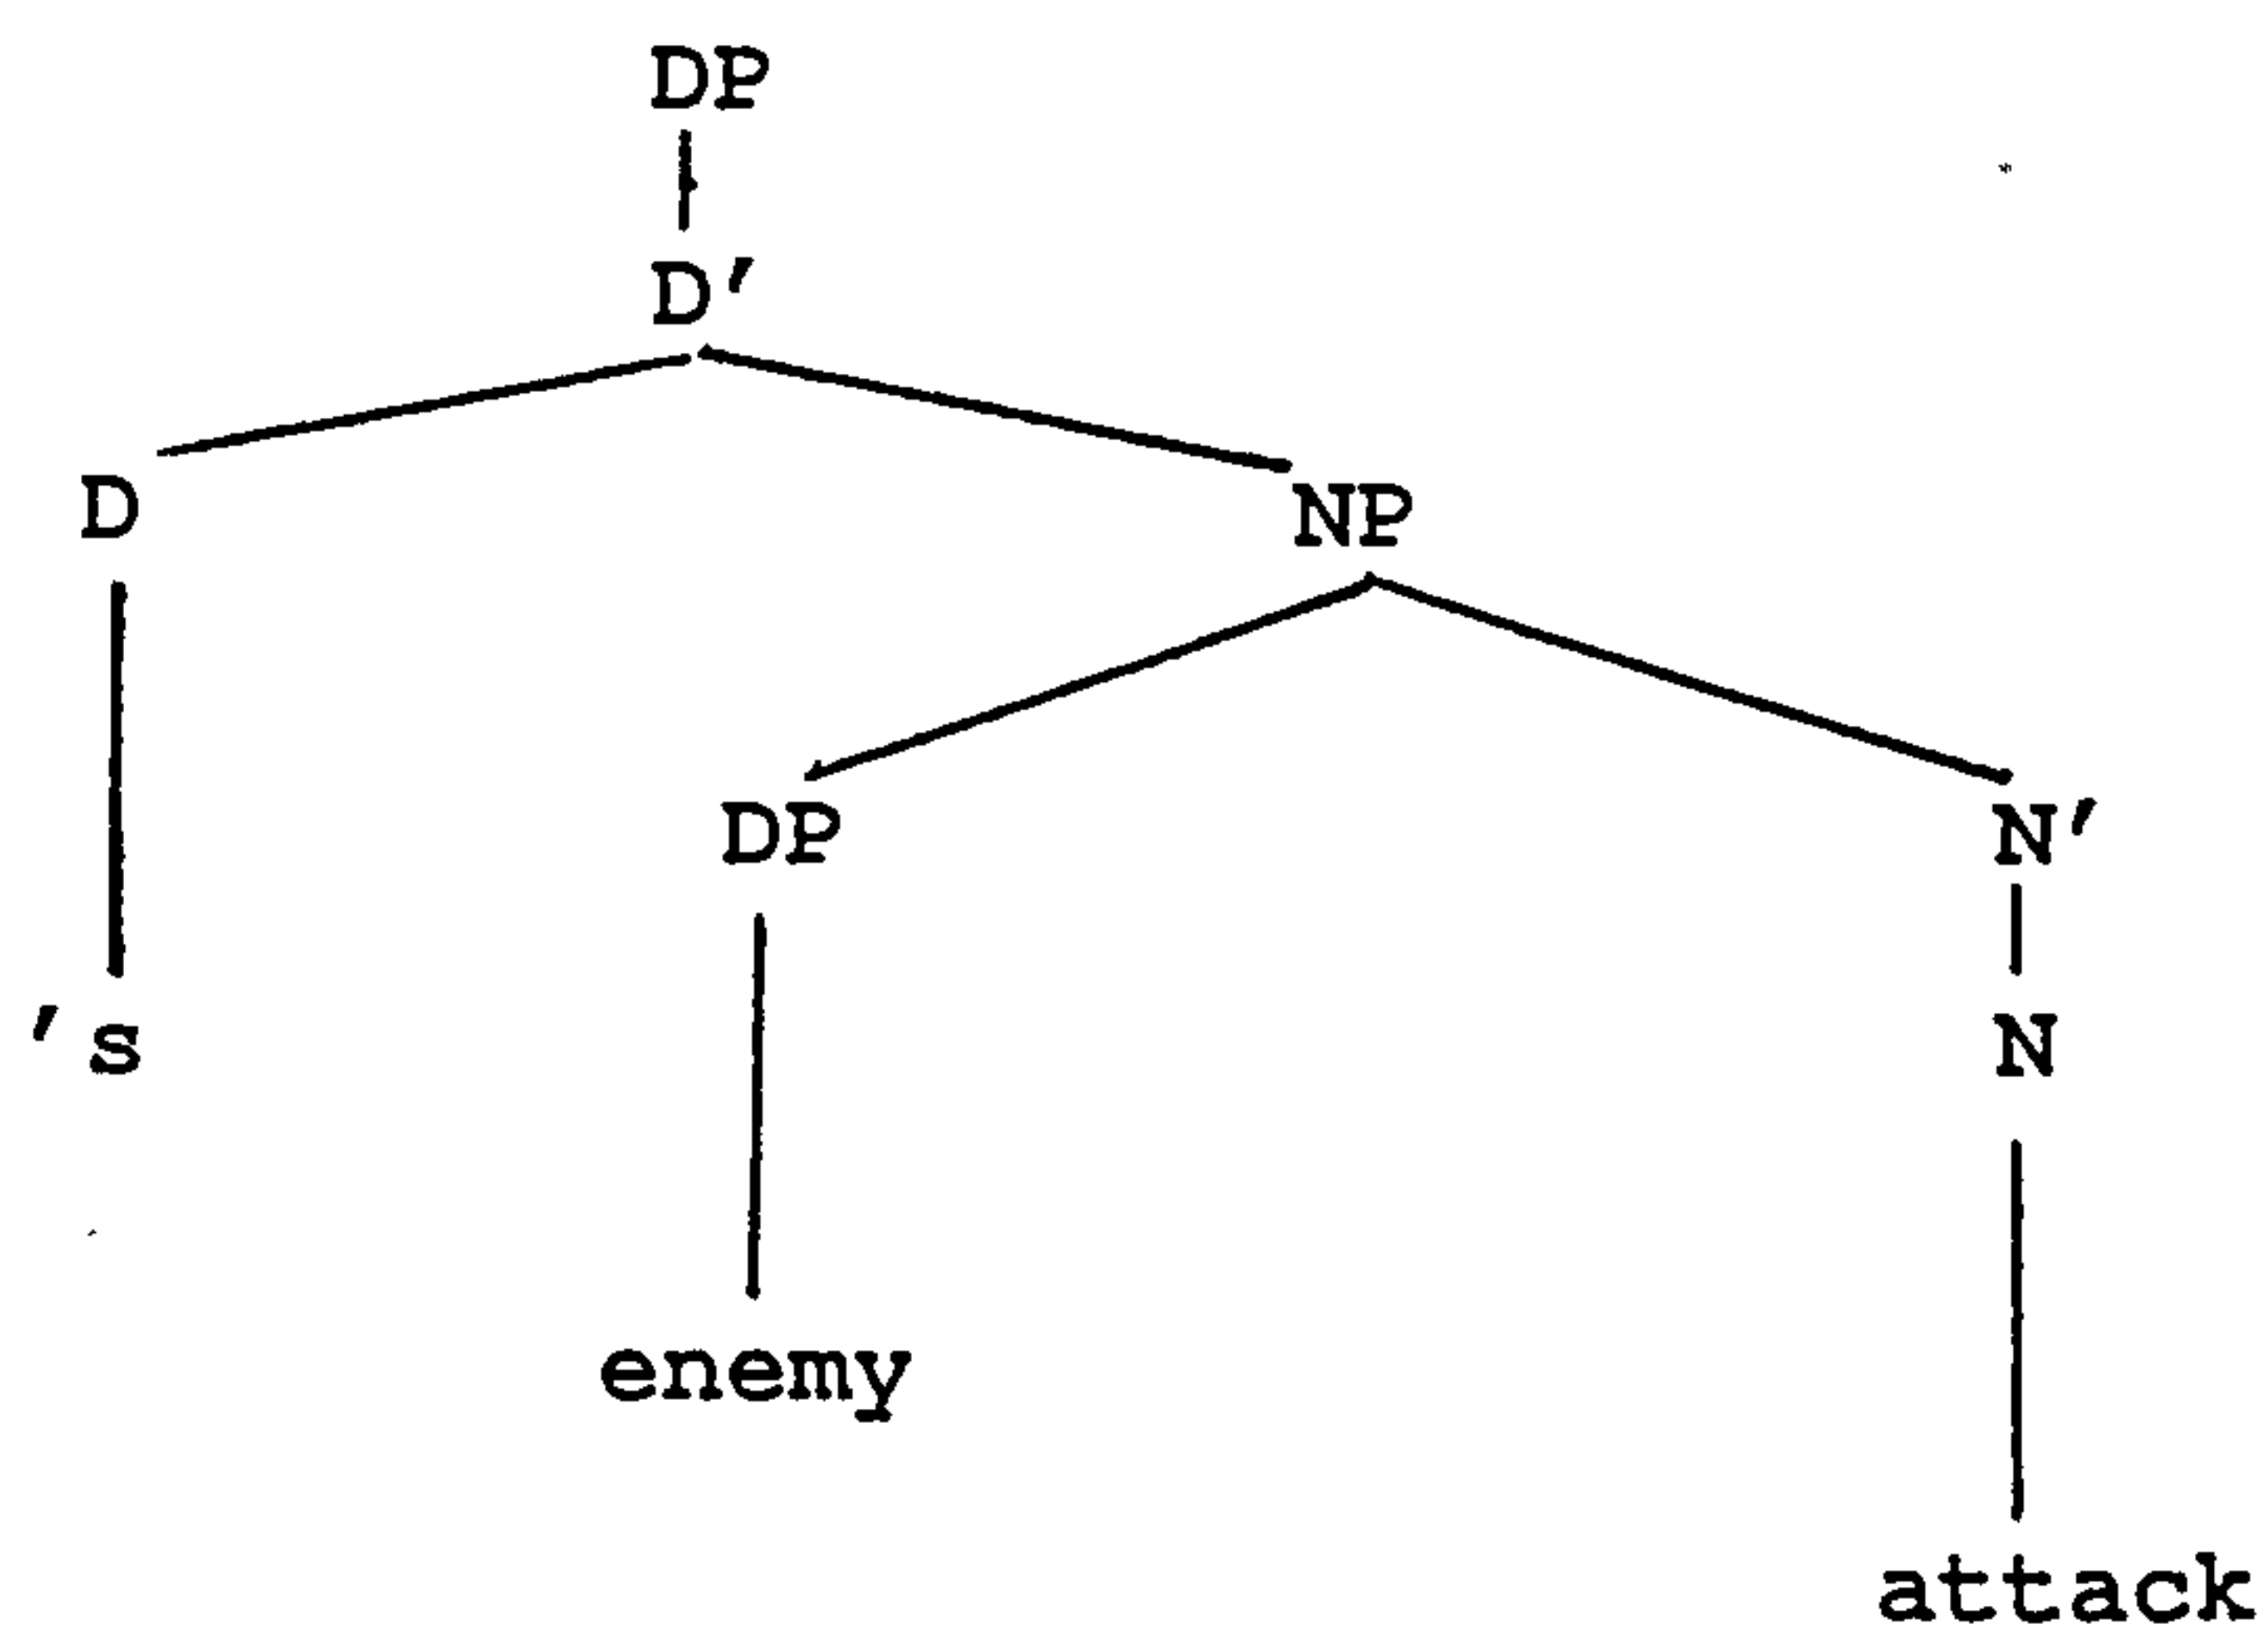 DP
D'
D NP
DP N'
's N
enemy
attack